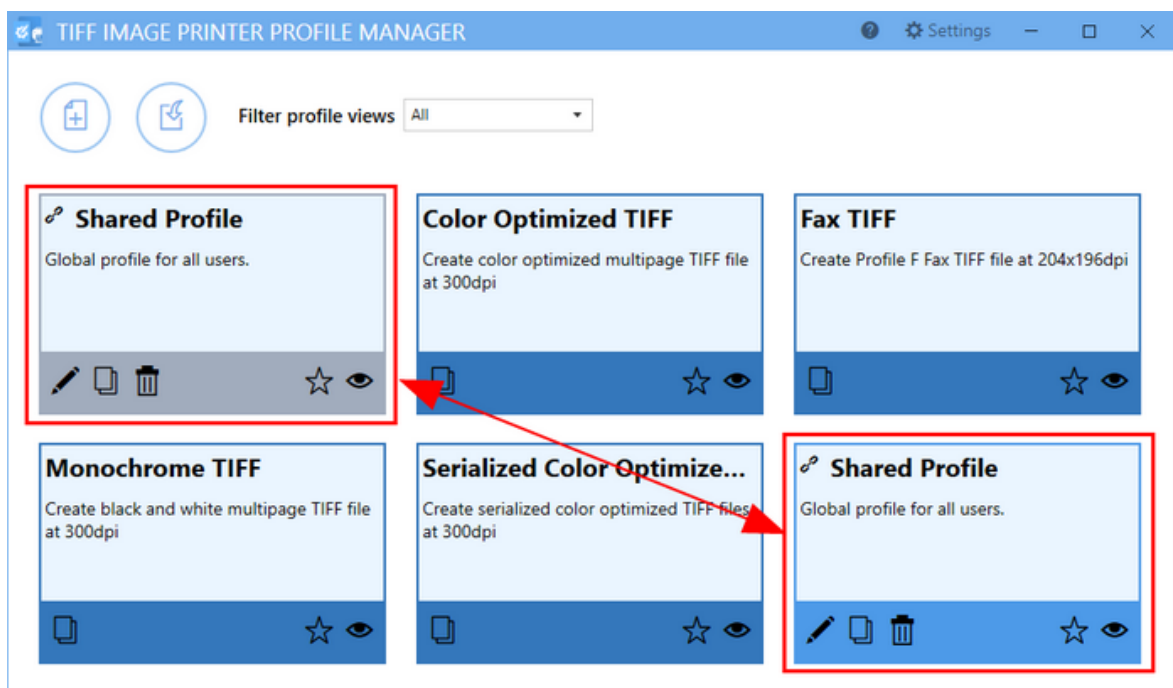 TIFF IMAGE PRINTER PROFILE MANAGER
Settings
Filter profile views All
Shared Profile
Global profile for all users.
Color Optimized TIFF
Create color optimized multipage TIFF file
at 300dpi
Fax TIFF
Create Profile F Fax TIFF file at 204x196dpi
Monochrome TIFF
Create black and white multipage TIFF file
at 300dpi
Serialized Color Optimize...
Create serialized color optimized TIFF files
at 300dpi
Shared Profile
Global profile for all users.